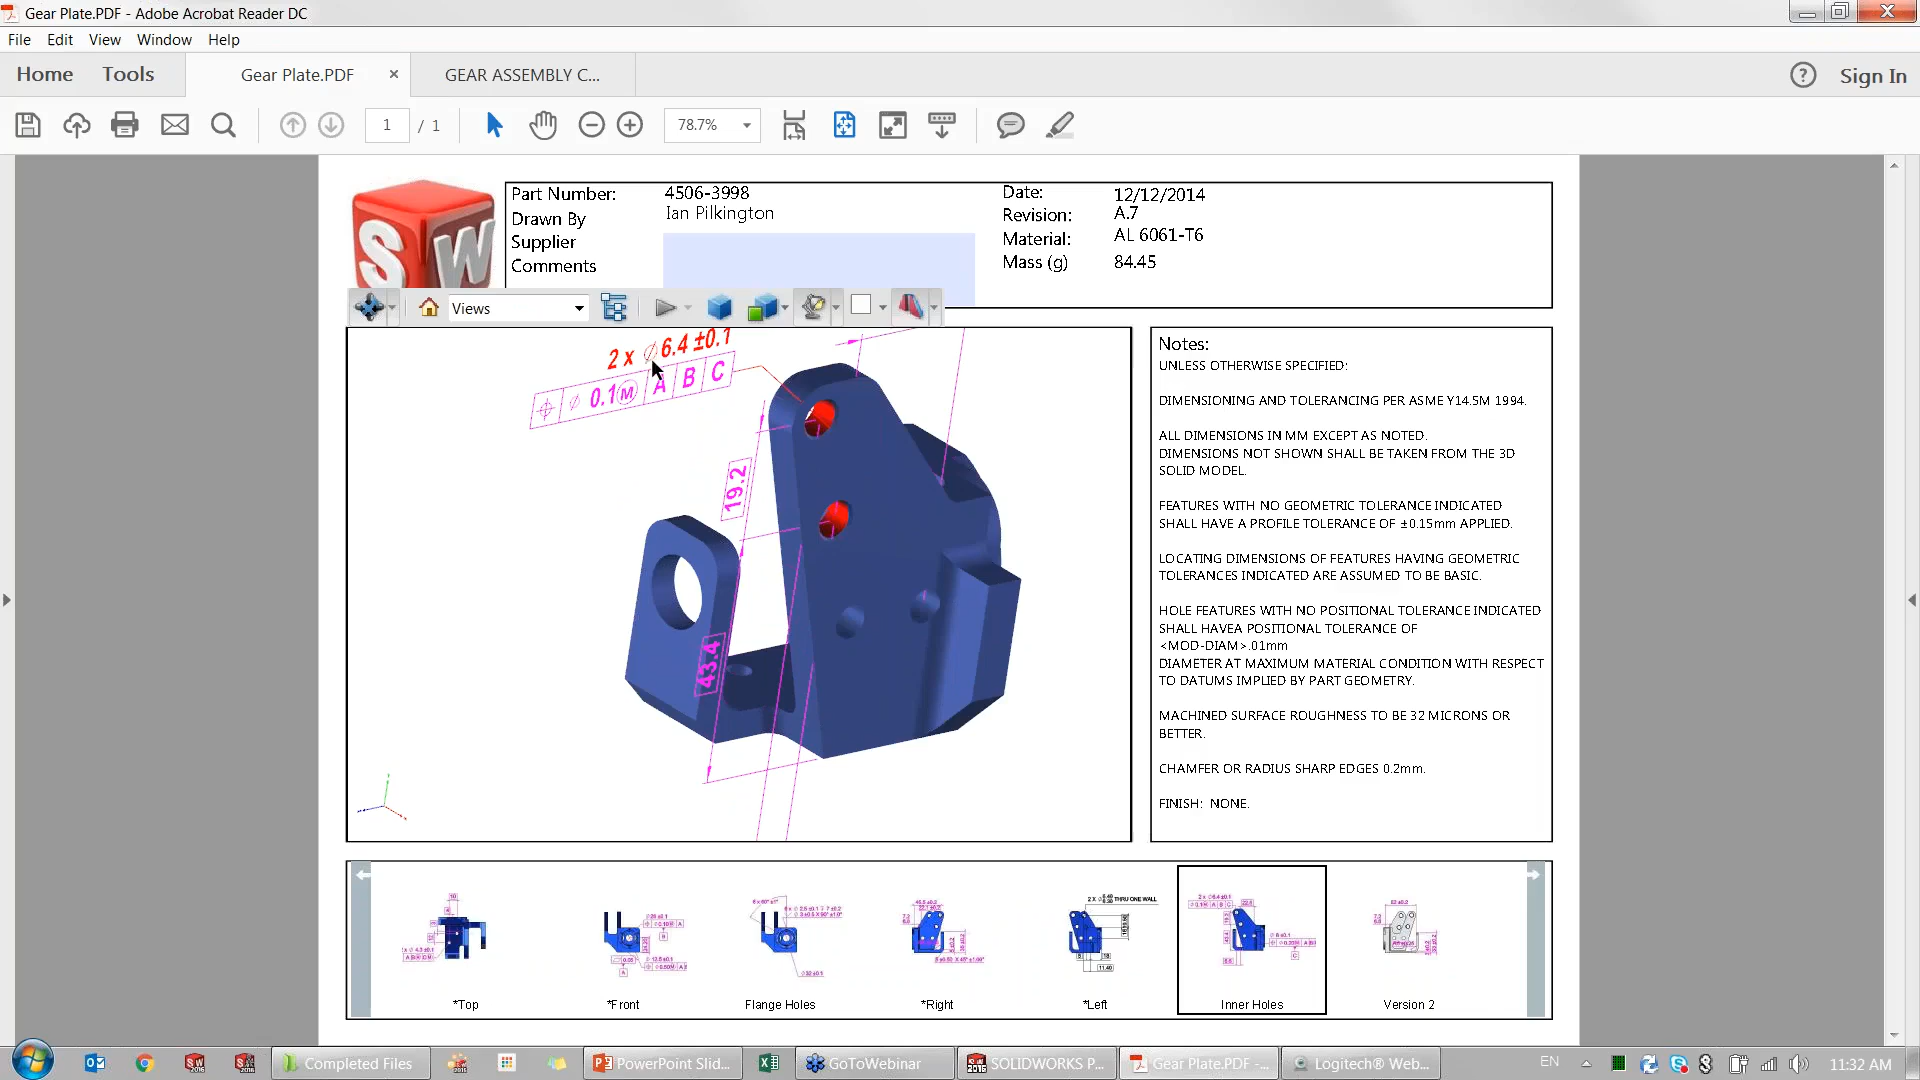 Gear Plate.PDF - Adobe Acrobat Reader DC
File Edit View Window Help
Home Tools Gear Plate.PDF × GEAR ASSEMBLY C... ? Sign In
1 / 1 78.7%
SW
Part Number: 4506-3998
Drawn By Ian Pilkington
Supplier
Comments
Date: 12/12/2014
Revision: A.7
Material: AL 6061-T6
Mass (g) 84.45
Views
2 x ∅6.4 ±0.1
∅ 0.1Ⓜ A B C
19.2
43.4
Notes:
UNLESS OTHERWISE SPECIFIED:
DIMENSIONING AND TOLERANCING PER ASME Y14.5M 1994.
ALL DIMENSIONS IN MM EXCEPT AS NOTED.
DIMENSIONS NOT SHOWN SHALL BE TAKEN FROM THE 3D
SOLID MODEL.
FEATURES WITH NO GEOMETRIC TOLERANCE INDICATED
SHALL HAVE A PROFILE TOLERANCE OF ±0.15mm APPLIED.
LOCATING DIMENSIONS OF FEATURES HAVING GEOMETRIC
TOLERANCES INDICATED ARE ASSUMED TO BE BASIC.
HOLE FEATURES WITH NO POSITIONAL TOLERANCE INDICATED
SHALL HAVEA POSITIONAL TOLERANCE OF
<MOD-DIAM>.01mm
DIAMETER AT MAXIMUM MATERIAL CONDITION WITH RESPECT
TO DATUMS IMPLIED BY PART GEOMETRY.
MACHINED SURFACE ROUGHNESS TO BE 32 MICRONS OR
BETTER.
CHAMFER OR RADIUS SHARP EDGES 0.2mm.
FINISH: NONE.
2 X THRU ONE WALL
11.40
*Top *Front Flange Holes *Right *Left Inner Holes Version 2
Completed Files PowerPoint Slid... GoToWebinar SOLIDWORKS P... Gear Plate.PDF -... Logitech® Web... EN 11:32 AM